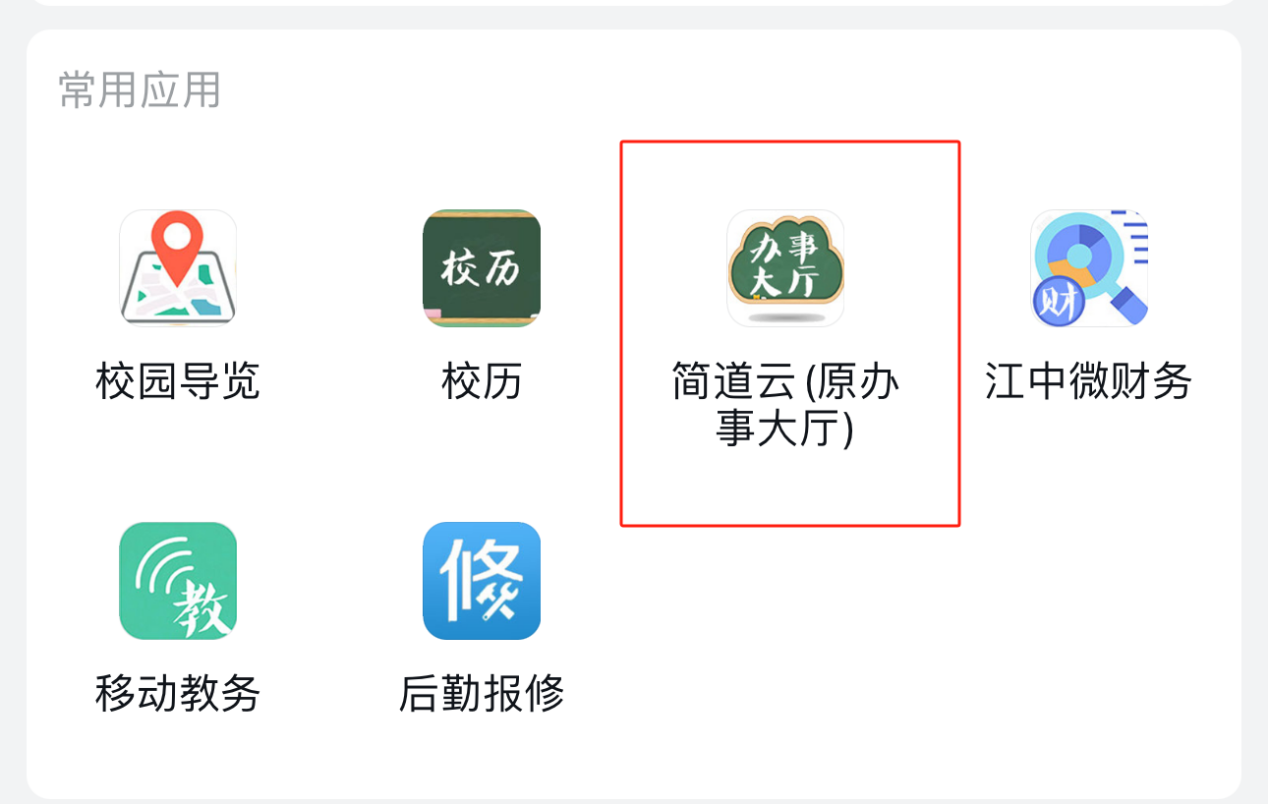 常用应用
校历
办事
大厅
财
校园导览
校历
简道云(原办
事大厅)
江中微财务
教
修
移动教务
后勤报修